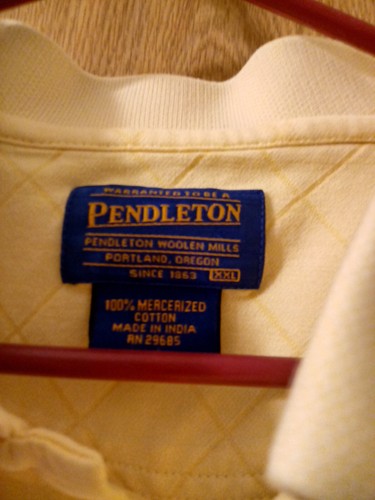 WARRANTED TO BE A
PENDLETON
PENDLETON WOOLEN MILLS
PORTLAND, OREGON
SINCE 1863 XXL
100% MERCERIZED
COTTON
MADE IN INDIA
RN 29685